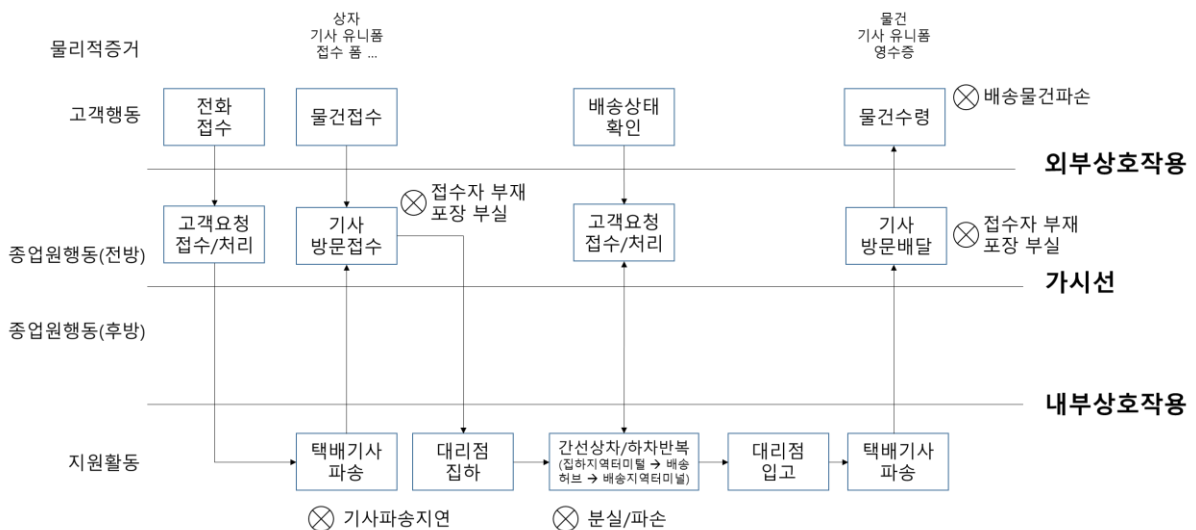 물리적증거
상자
기사 유니폼
접수 폼 ...
물건
기사 유니폼
영수증
고객행동
전화
접수
물건접수
배송상태
확인
물건수령
배송물건파손
외부상호작용
종업원행동(전방)
고객요청
접수/처리
기사
방문접수
접수자 부재
포장 부실
고객요청
접수/처리
기사
방문배달
접수자 부재
포장 부실
가시선
종업원행동(후방)
내부상호작용
지원활동
택배기사
파송
대리점
집하
간선상차/하차반복
(집하지역터미털 → 배송
허브 → 배송지역터미널)
대리점
입고
택배기사
파송
기사파송지연
분실/파손